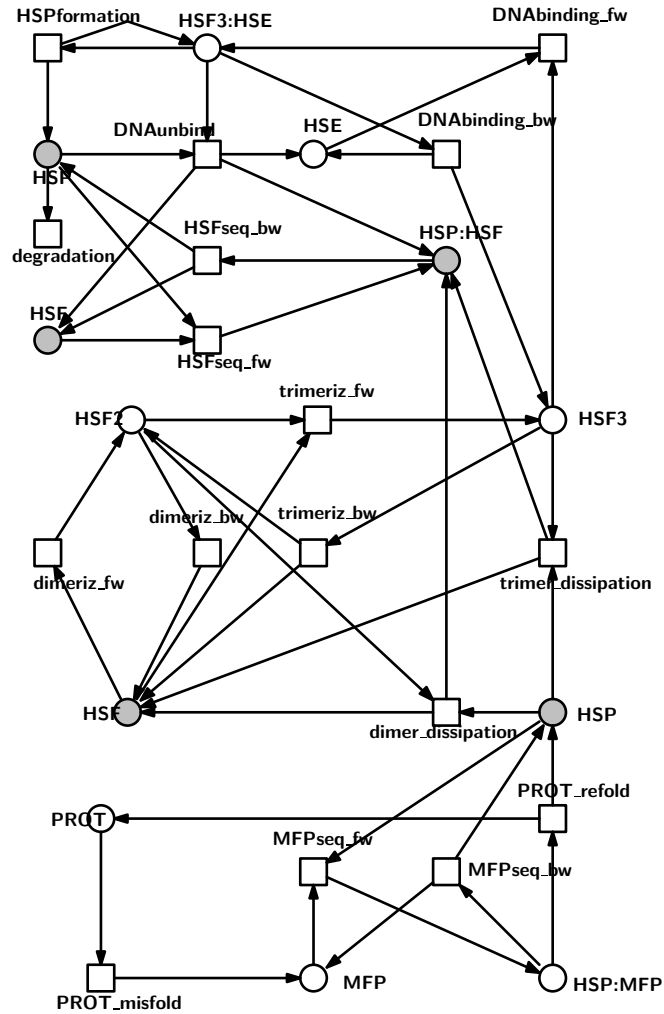 HSPformation
HSF3:HSE
DNAbinding_fw
DNAunbind
HSE
DNAbinding_bw
HSP
degradation
HSFseq_bw
HSP:HSF
HSF
HSFseq_fw
trimeriz_fw
HSF2
HSF3
dimeriz_bw
trimeriz_bw
dimeriz_fw
trimer_dissipation
HSF
HSP
dimer_dissipation
PROT_refold
PROT
MFPseq_fw
MFPseq_bw
MFP
HSP:MFP
PROT_misfold